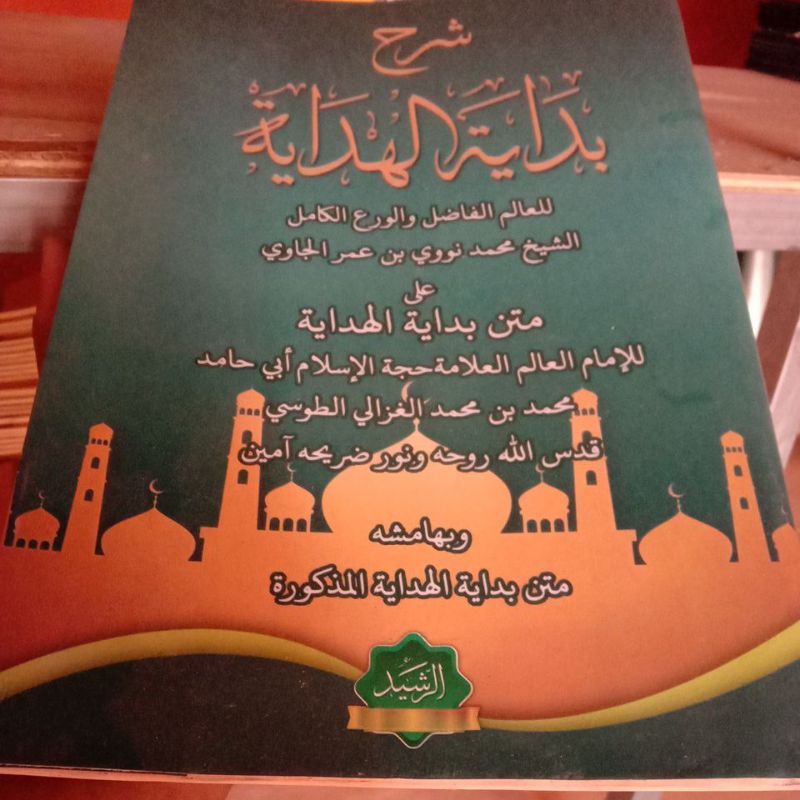 شرح
بداية الهداية
للعالم الفاضل والورع الكامل
الشيخ محمد نووي بن عمر الجاوي
على
متن بداية الهداية
للإمام العالم العلامة حجة الإسلام أبي حامد
محمد بن محمد الغزالي الطوسي
قدس الله روحه ونور ضريحه آمين
وبهامشه
متن بداية الهداية المذكورة
الرشيد